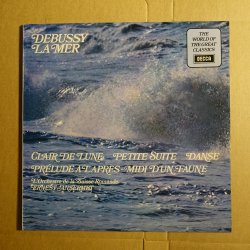 DEBUSSY
LA MER
THE WORLD
OF THE
GREAT
CLASSICS
DECCA
CLAIR DE LUNE PETITE SUITE DANSE
PRÉLUDE A L'APRÈS-MIDI D'UN FAUNE
L'Orchestre de la Suisse Romande
ERNEST ANSERMET